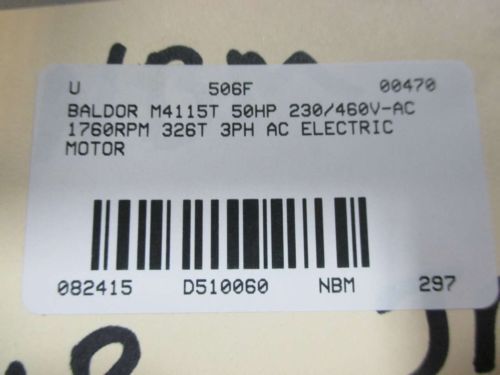 U 506F 00470
BALDOR M4115T 50HP 230/460V-AC
1760RPM 326T 3PH AC ELECTRIC
MOTOR
082415 D510060 NBM 297